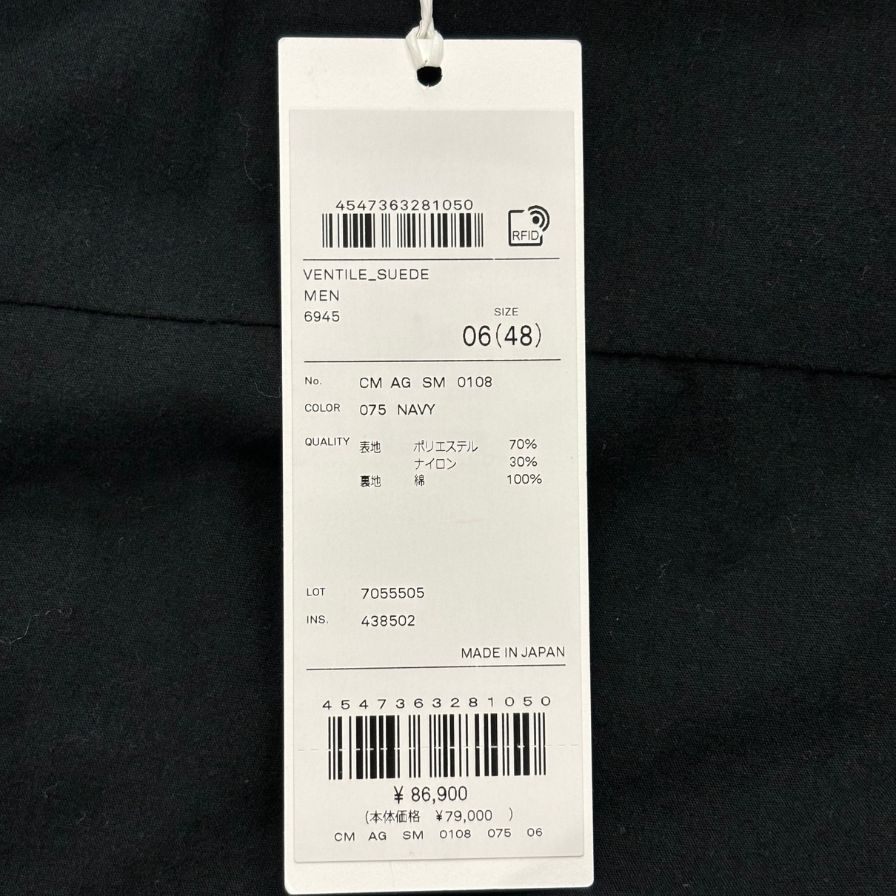 4547363281050
RFID
VENTILE_SUEDE
MEN
6945
SIZE
06(48)
No. CM AG SM 0108
COLOR 075 NAVY
QUALITY 表地 ポリエステル 70%
ナイロン 30%
裏地 綿 100%
LOT 7055505
INS. 438502
MADE IN JAPAN
4547363281050
¥ 86,900
(本体価格 ¥79,000 )
CM AG SM 0108 075 06